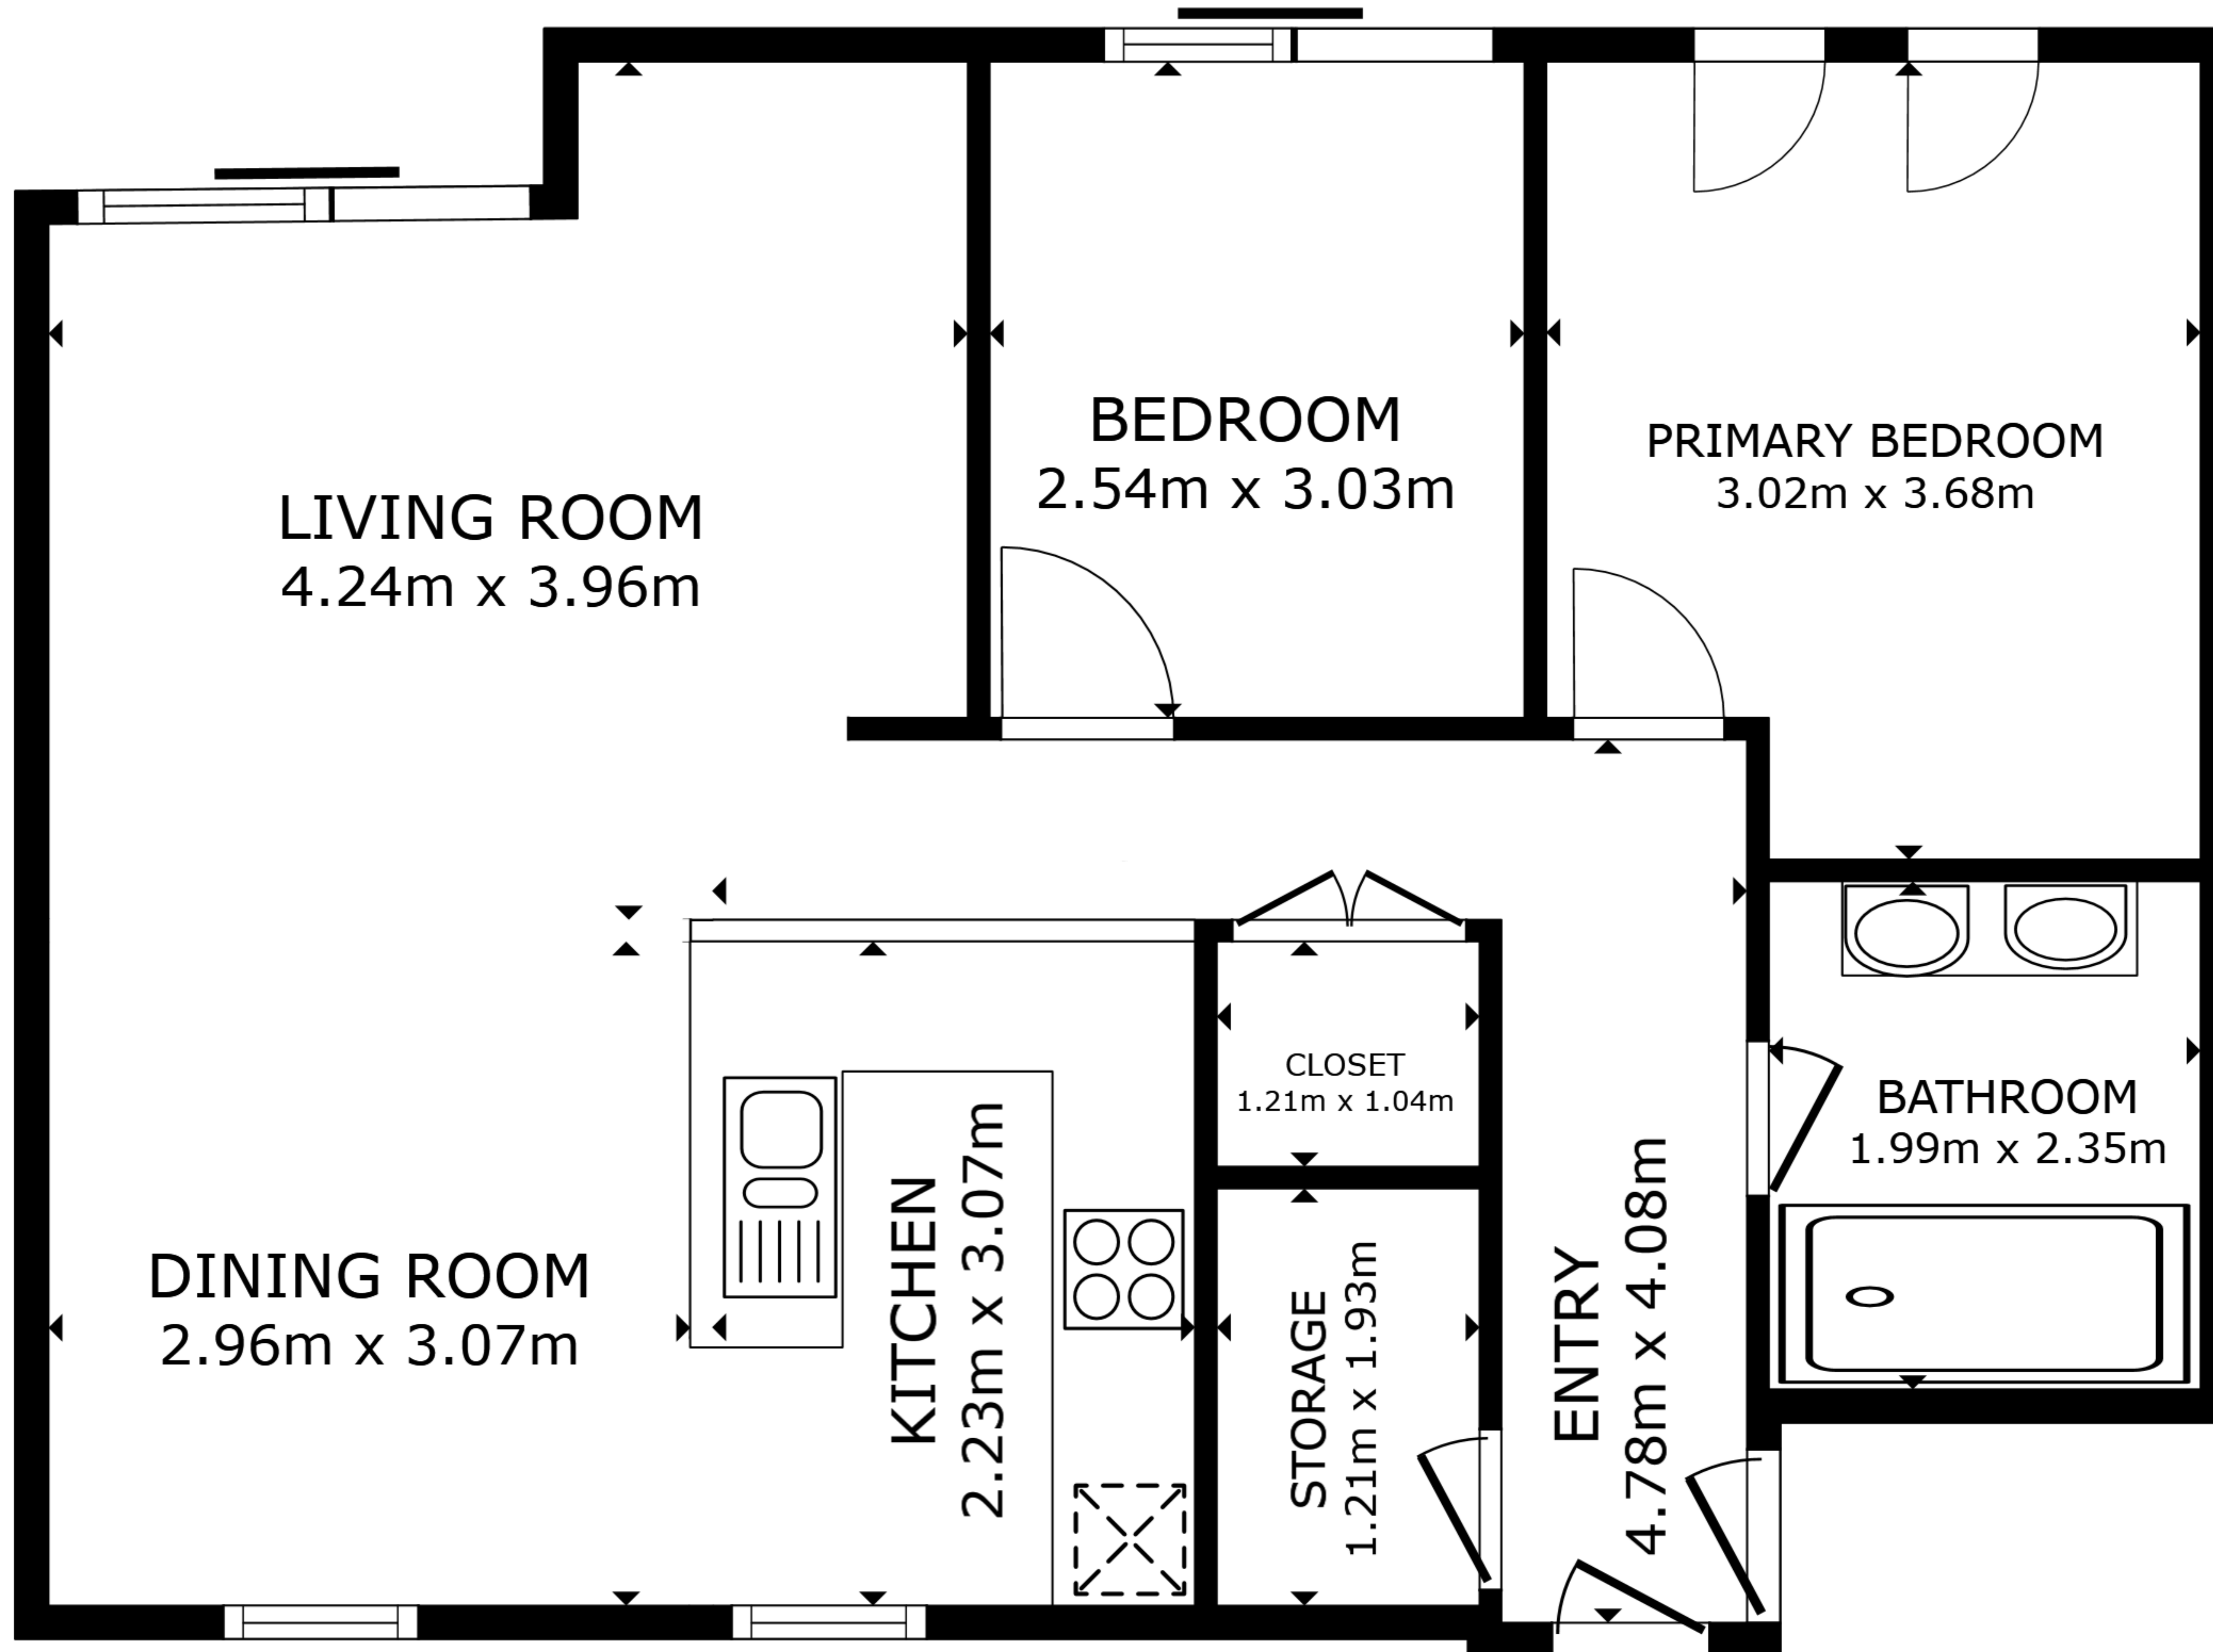 LIVING ROOM
4.24m x 3.96m
BEDROOM
2.54m x 3.03m
PRIMARY BEDROOM
3.02m x 3.68m
DINING ROOM
2.96m x 3.07m
KITCHEN
2.23m x 3.07m
CLOSET
1.21m x 1.04m
STORAGE
1.21m x 1.93m
ENTRY
4.78m x 4.08m
BATHROOM
1.99m x 2.35m